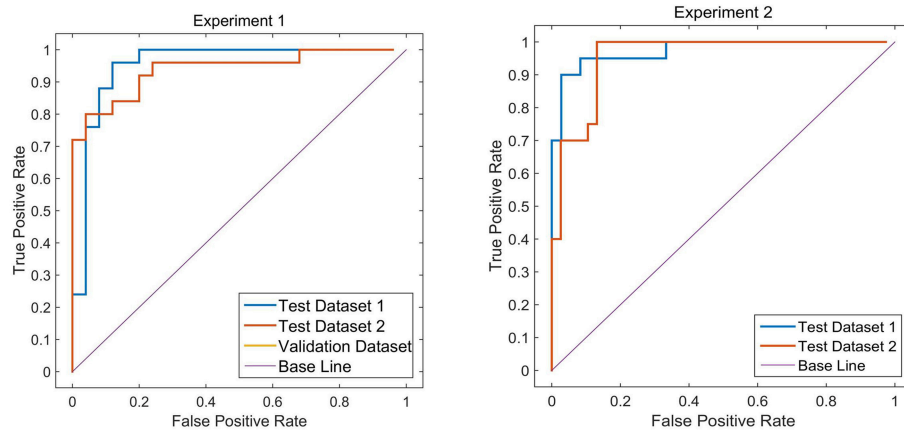 Experiment 1
1
0.9
0.8
0.7
0.6
0.5
0.4
0.3
0.2
0.1
0
True Positive Rate
0
0.2
0.4
0.6
0.8
1
False Positive Rate
Test Dataset 1
Test Dataset 2
Validation Dataset
Base Line
Experiment 2
1
0.9
0.8
0.7
0.6
0.5
0.4
0.3
0.2
0.1
0
True Positive Rate
0
0.2
0.4
0.6
0.8
1
False Positive Rate
Test Dataset 1
Test Dataset 2
Base Line